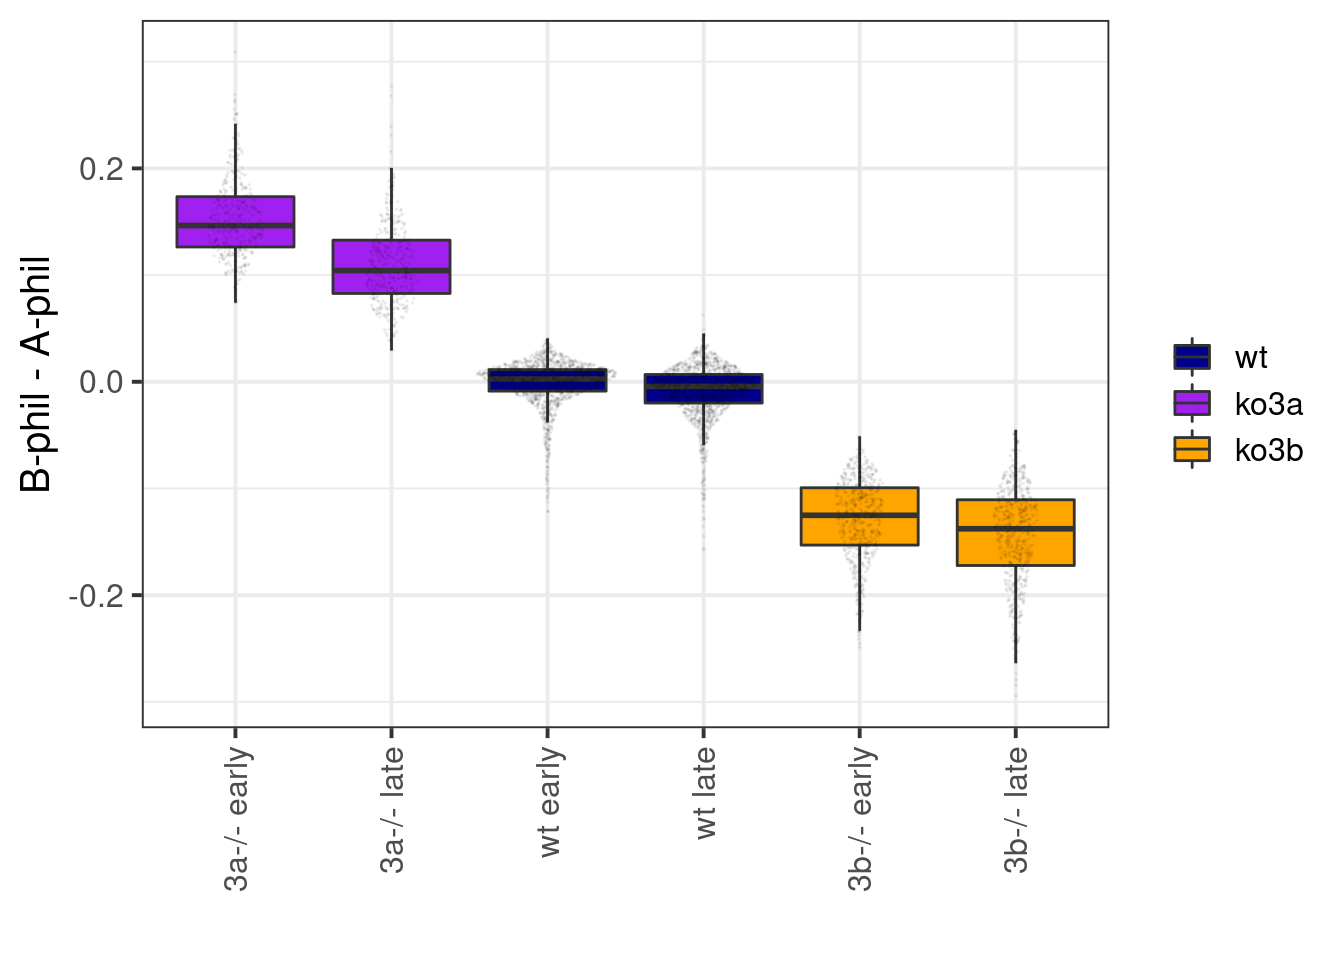 B-phil - A-phil
0.2
0.0
-0.2
3a-/- early
3a-/- late
wt early
wt late
3b-/- early
3b-/- late
wt
ko3a
ko3b